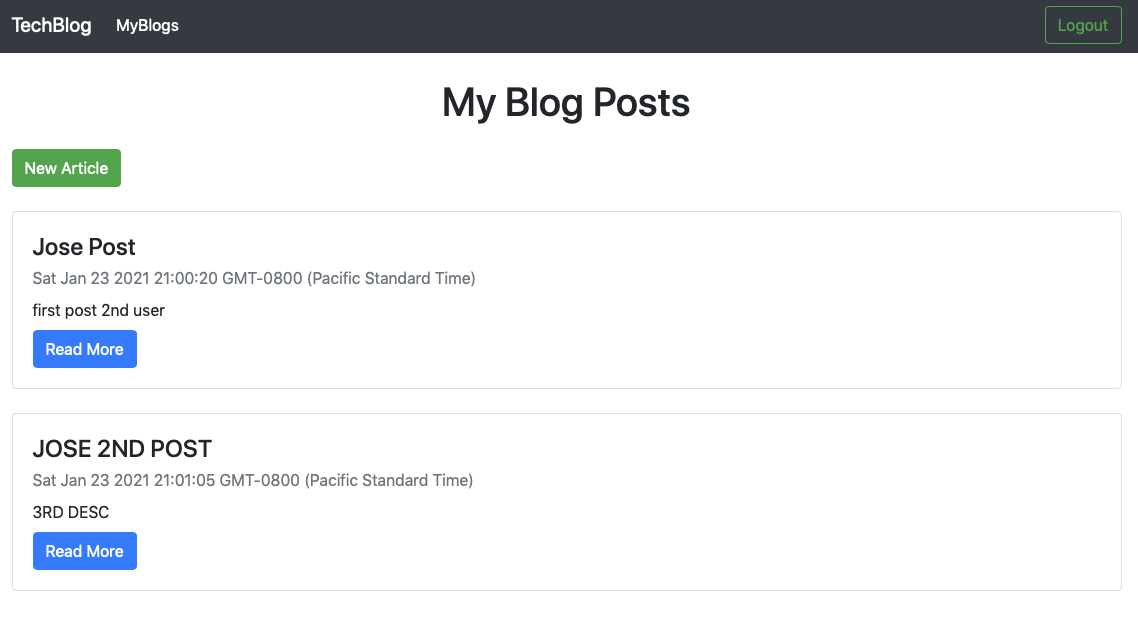 TechBlog MyBlogs Logout
My Blog Posts
New Article
Jose Post
Sat Jan 23 2021 21:00:20 GMT-0800 (Pacific Standard Time)
first post 2nd user
Read More
JOSE 2ND POST
Sat Jan 23 2021 21:01:05 GMT-0800 (Pacific Standard Time)
3RD DESC
Read More